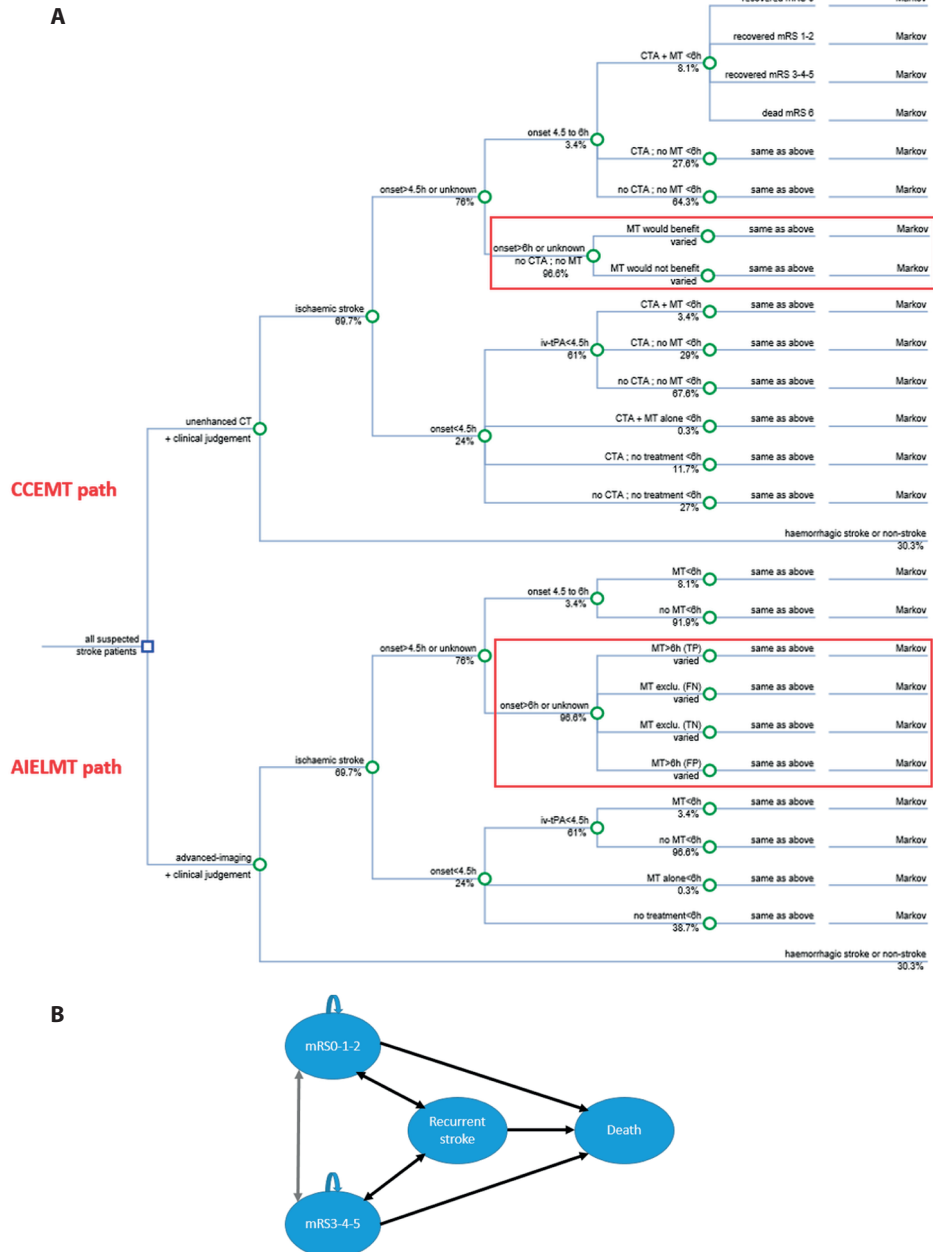 A
recovered mRS 1-2
Markov
CTA + MT <6h
8.1%
recovered mRS 3-4-5
Markov
dead mRS 6
Markov
onset 4.5 to 6h
3.4%
CTA ; no MT <6h
27.6%
same as above
Markov
onset>4.5h or unknown
76%
no CTA ; no MT <6h
64.3%
same as above
Markov
MT would benefit
varied
same as above
Markov
onset>6h or unknown
no CTA ; no MT
96.6%
MT would not benefit
varied
same as above
Markov
ischaemic stroke
69.7%
CTA + MT <6h
3.4%
same as above
Markov
iv-tPA<4.5h
61%
CTA ; no MT <6h
29%
same as above
Markov
no CTA ; no MT <6h
67.6%
same as above
Markov
unenhanced CT
+ clinical judgement
onset<4.5h
24%
CTA + MT alone <6h
0.3%
same as above
Markov
CTA ; no treatment <6h
11.7%
same as above
Markov
CCEMT path
no CTA ; no treatment <6h
27%
same as above
Markov
haemorrhagic stroke or non-stroke
30.3%
all suspected
stroke patients
MT<6h
8.1%
same as above
Markov
onset 4.5 to 6h
3.4%
no MT<6h
91.9%
same as above
Markov
onset>4.5h or unknown
76%
MT>6h (TP)
varied
same as above
Markov
MT exclu. (FN)
varied
same as above
Markov
onset>6h or unknown
96.6%
MT exclu. (TN)
varied
same as above
Markov
AIELMT path
ischaemic stroke
69.7%
MT>6h (FP)
varied
same as above
Markov
MT<6h
3.4%
same as above
Markov
iv-tPA<4.5h
61%
no MT<6h
96.6%
same as above
Markov
advanced-imaging
+ clinical judgement
onset<4.5h
24%
MT alone<6h
0.3%
same as above
Markov
no treatment<6h
38.7%
same as above
Markov
haemorrhagic stroke or non-stroke
30.3%
B
mRS0-1-2
Recurrent
stroke
Death
mRS3-4-5